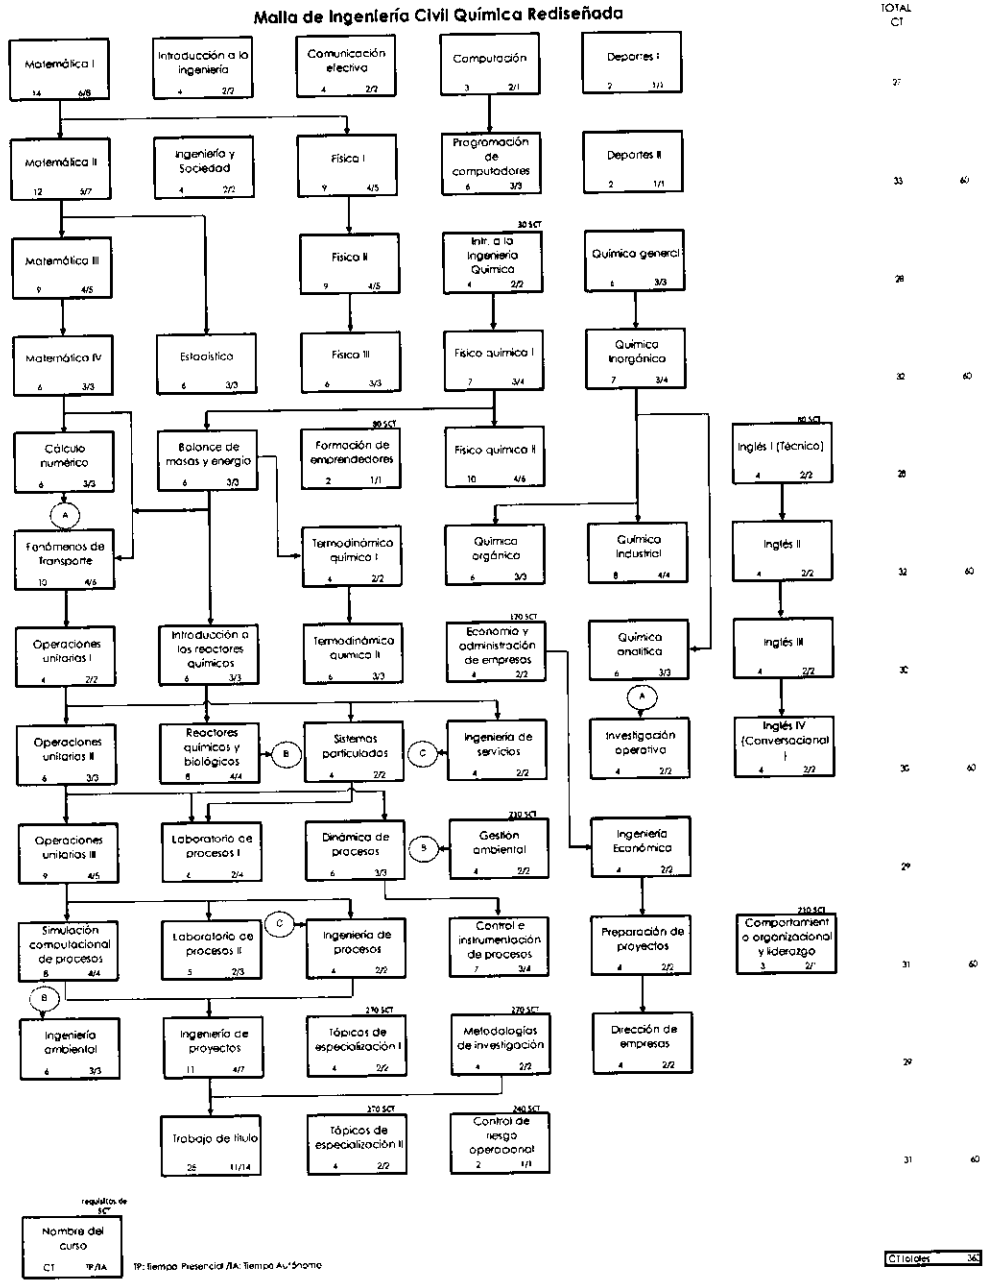 Malla de Ingeniería Civil Química Rediseñada
TOTAL
CT
Matemática I
14 6/8
Introducción a la
ingeniería
4 2/2
Comunicación
efectiva
4 2/2
Computación
3 2/1
Deportes I
2 1/1
27
Matemática II
12 5/7
Ingeniería y
Sociedad
4 2/2
Física I
9 4/5
Programación
de
computadores
6 3/3
Deportes II
2 1/1
33 60
Matemática III
9 4/5
Física II
9 4/5
30 SCT
Intr. a la
Ingeniería
Química
4 2/2
Química general
6 3/3
28
Matemática IV
6 3/3
Estadística
6 3/3
Física III
6 3/3
Físico química I
7 3/4
Química
Inorgánica
7 3/4
32 60
Cálculo
numérico
6 3/3
Balance de
masas y energía
6 3/3
80 SCT
Formación de
emprendedores
2 1/1
Físico química II
10 4/6
80 SCT
Inglés I (Técnico)
4 2/2
28
A
Fenómenos de
Transporte
10 4/6
Termodinámica
química I
4 2/2
Química
orgánica
6 3/3
Química
Industrial
8 4/4
Inglés II
4 2/2
32 60
Operaciones
unitarias I
4 2/2
Introducción a
los reactores
químicos
6 3/3
Termodinámica
química II
6 3/3
170 SCT
Economía y
administración
de empresas
4 2/2
Química
analítica
6 3/3
Inglés III
4 2/2
30
A
Operaciones
unitarias II
6 3/3
Reactores
químicos y
biológicos
8 4/4
B
Sistemas
particulados
4 2/2
C
Ingeniería de
servicios
4 2/2
Investigación
operativa
4 2/2
Inglés IV
(Conversacional
)
4 2/2
30 60
Operaciones
unitarias III
9 4/5
Laboratorio de
procesos I
6 2/4
Dinámica de
procesos
6 3/3
B
210 SCT
Gestión
ambiental
4 2/2
Ingeniería
Económica
4 2/2
29
Simulación
computacional
de procesos
8 4/4
Laboratorio de
procesos II
5 2/3
C
Ingeniería de
procesos
4 2/2
Control e
instrumentación
de procesos
7 3/4
Preparación de
proyectos
4 2/2
210 SCT
Comportamient
o organizacional
y liderazgo
3 2/1
31 60
B
Ingeniería
ambiental
6 3/3
Ingeniería de
proyectos
11 4/7
270 SCT
Tópicos de
especialización I
4 2/2
270 SCT
Metodologías
de investigación
4 2/2
Dirección de
empresas
4 2/2
29
Trabajo de título
25 11/14
270 SCT
Tópicos de
especialización II
4 2/2
240 SCT
Control de
riesgo
operacional
2 1/1
31 60
requisitos de
SCT
Nombre del
curso
CT TP/TA
TP: Tiempo Presencial /TA: Tiempo Autónomo
CT totales 360